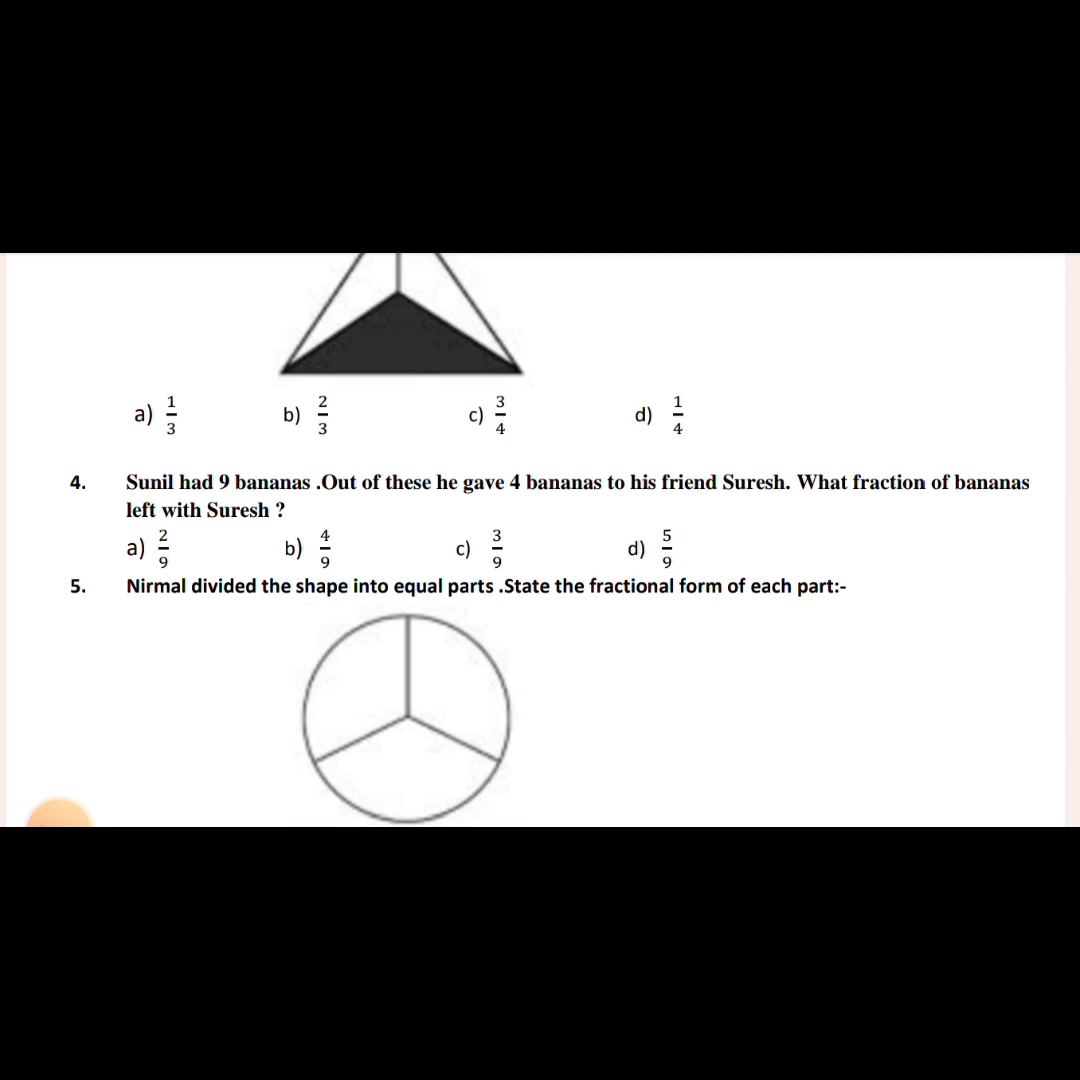 a) 1/3 b) 2/3 c) 3/4 d) 1/4
4. Sunil had 9 bananas .Out of these he gave 4 bananas to his friend Suresh. What fraction of bananas
left with Suresh ?
a) 2/9 b) 4/9 c) 3/9 d) 5/9
5. Nirmal divided the shape into equal parts .State the fractional form of each part:-